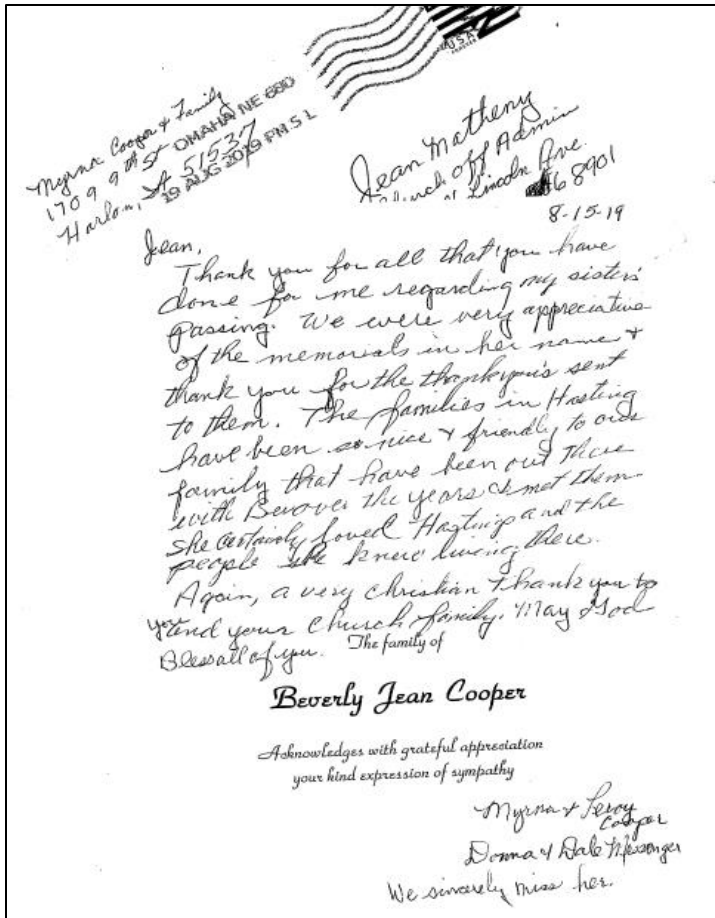 USA
FOREVER
Myrna Cooper & Family
1709 9th St
OMAHA NE 680
Harlan, IA 51537
19 AUG 2019 PM 5 L
Jean Matheny
Church Off Admin
Lincoln Ave.
68901
8-15-19
Jean,
Thank you for all that you have
done for me regarding my sister's
passing. We were very appreciative
of the memorials in her name &
thank you for the thank you's sent
to them. The families in Hasting
have been so nice & friendly to our
family that have been out there
with Bev over the years & met them.
She certainly loved Hastings and the
people she knew living there.
Again, a very Christian thank you to
you and your church family. May God
Bless all of you.
The family of
Beverly Jean Cooper
Acknowledges with grateful appreciation
your kind expression of sympathy
Myrna & Leroy
Cooper
Donna & Dale Messenger
We sincerely miss her.